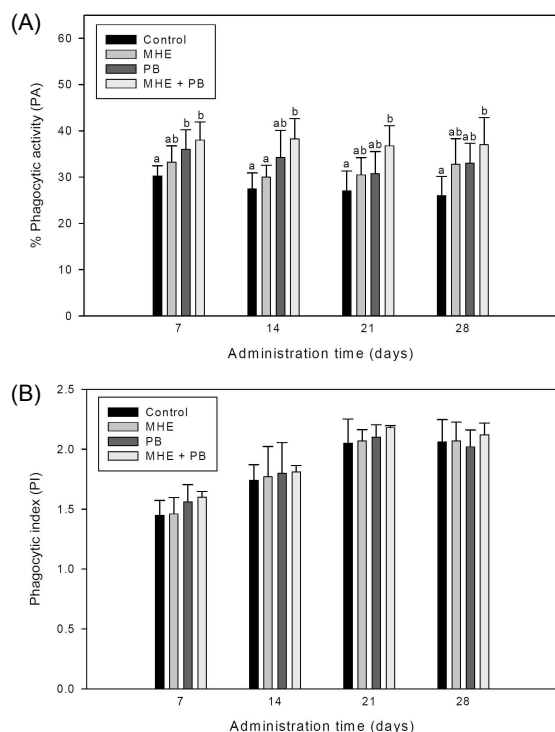 (A)
Control
MHE
PB
MHE + PB
% Phagocytic activity (PA)
60
50
40
30
20
10
0
a ab b b
a a ab b
a ab ab b
a ab ab b
7 14 21 28
Administration time (days)
(B)
Control
MHE
PB
MHE + PB
Phagocytic index (PI)
2.5
2.0
1.5
1.0
0.5
0.0
7 14 21 28
Administration time (days)